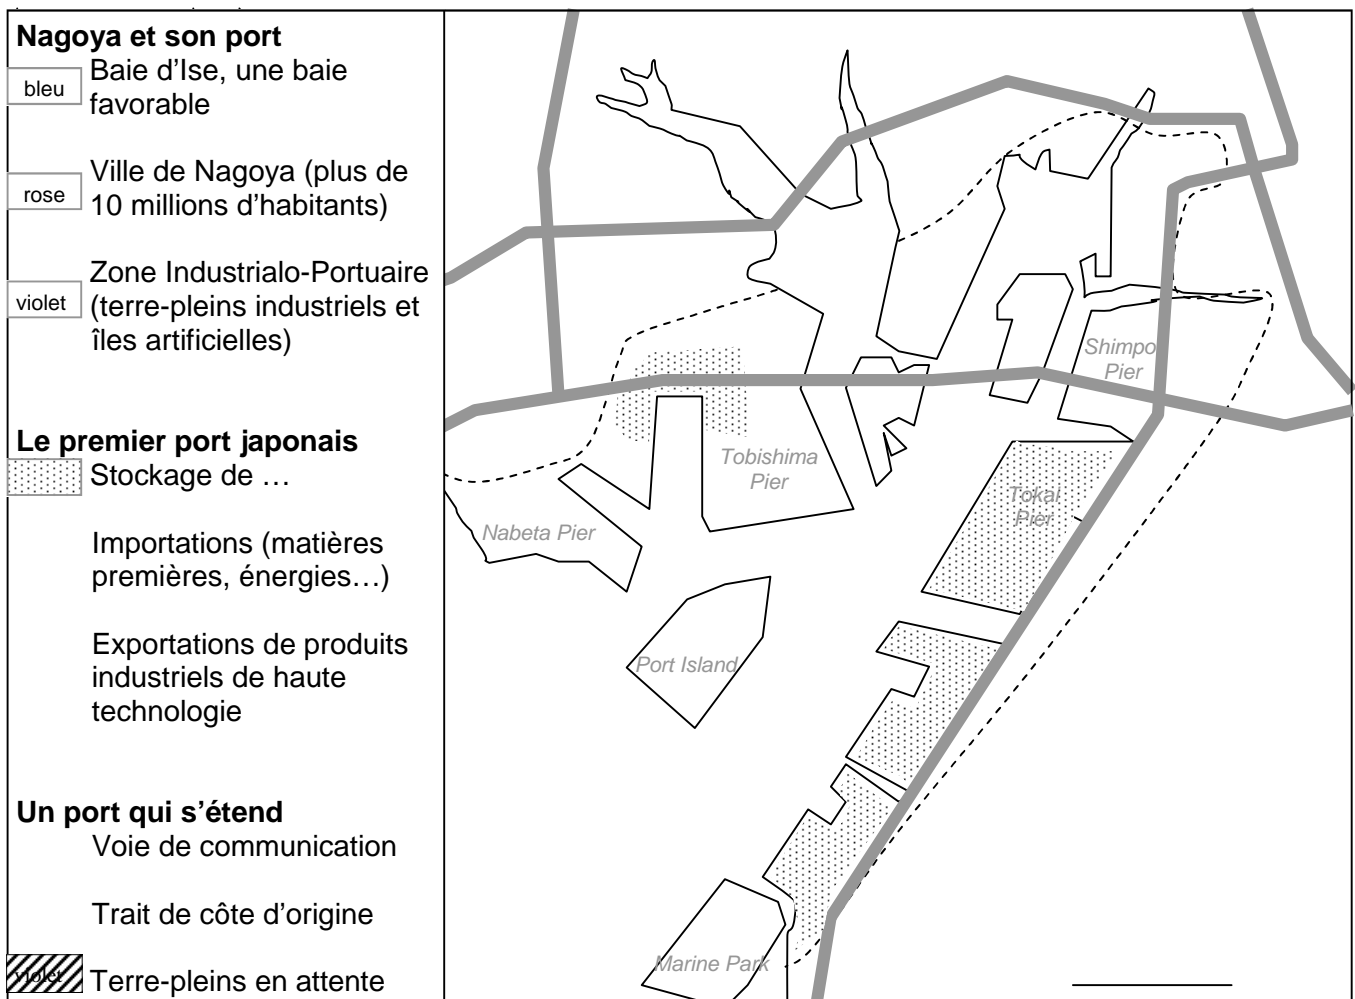 Nagoya et son port
bleu
Baie d'Ise, une baie
favorable
rose
Ville de Nagoya (plus de
10 millions d'habitants)
violet
Zone Industrialo-Portuaire
(terre-pleins industriels et
îles artificielles)
Le premier port japonais
Stockage de …
Importations (matières
premières, énergies…)
Exportations de produits
industriels de haute
technologie
Un port qui s'étend
Voie de communication
Trait de côte d'origine
violet
Terre-pleins en attente
Shimpo
Pier
Tobishima
Pier
Tokai
Pier
Nabeta Pier
Port Island
Marine Park